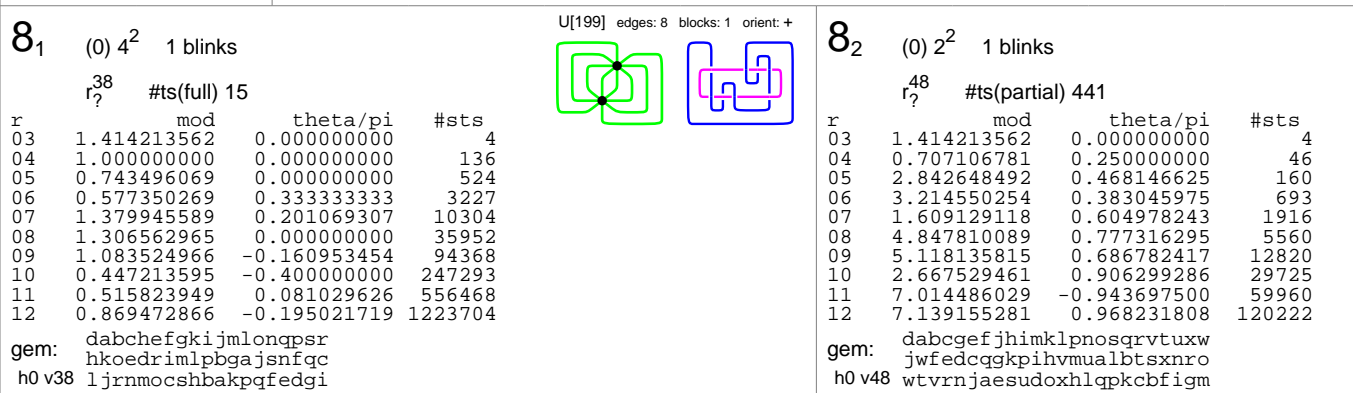 8₁ (0) 4² 1 blinks
r?³⁸ #ts(full) 15
r mod theta/pi #sts
03 1.414213562 0.000000000 4
04 1.000000000 0.000000000 136
05 0.743496069 0.000000000 524
06 0.577350269 0.333333333 3227
07 1.379945589 0.201069307 10304
08 1.306562965 0.000000000 35952
09 1.083524966 -0.160953454 94368
10 0.447213595 -0.400000000 247293
11 0.515823949 0.081029626 556468
12 0.869472866 -0.195021719 1223704
gem: dabchefgkijmlonqpsr
hkoedrimlpbgajsnfqc
h0 v38 ljrnmocshbakpqfedgi
U[199] edges: 8 blocks: 1 orient: +
8₂ (0) 2² 1 blinks
r?⁴⁸ #ts(partial) 441
r mod theta/pi #sts
03 1.414213562 0.000000000 4
04 0.707106781 0.250000000 46
05 2.842648492 0.468146625 160
06 3.214550254 0.383045975 693
07 1.609129118 0.604978243 1916
08 4.847810089 0.777316295 5560
09 5.118135815 0.686782417 12820
10 2.667529461 0.906299286 29725
11 7.014486029 -0.943697500 59960
12 7.139155281 0.968231808 120222
gem: dabcgefjhimklpnosqrvtuxw
jwfedcqgkpihvmualbtsxnro
h0 v48 wtvrnjaesudoxhlqpkcbfigm